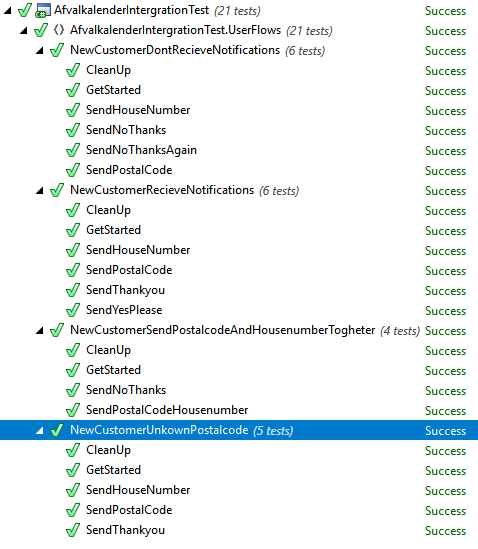 AfvalkalenderIntergrationTest (21 tests) Success
AfvalkalenderIntergrationTest.UserFlows (21 tests) Success
NewCustomerDontRecieveNotifications (6 tests) Success
CleanUp Success
GetStarted Success
SendHouseNumber Success
SendNoThanks Success
SendNoThanksAgain Success
SendPostalCode Success
NewCustomerRecieveNotifications (6 tests) Success
CleanUp Success
GetStarted Success
SendHouseNumber Success
SendPostalCode Success
SendThankyou Success
SendYesPlease Success
NewCustomerSendPostalcodeAndHousenumberTogheter (4 tests) Success
CleanUp Success
GetStarted Success
SendNoThanks Success
SendPostalCodeHousenumber Success
NewCustomerUnkownPostalcode (5 tests) Success
CleanUp Success
GetStarted Success
SendHouseNumber Success
SendPostalCode Success
SendThankyou Success